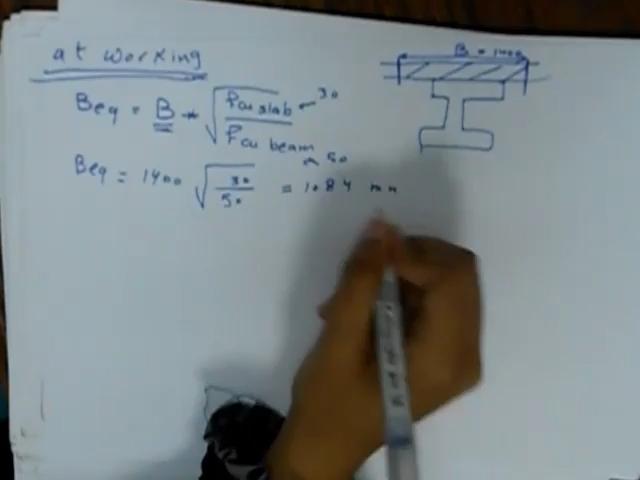 at working
B = 1400
Beq = B * √ Fcu slab ← 30 / Fcu beam ← 50
Beq = 1400 √ 30 / 50 = 1084 mm